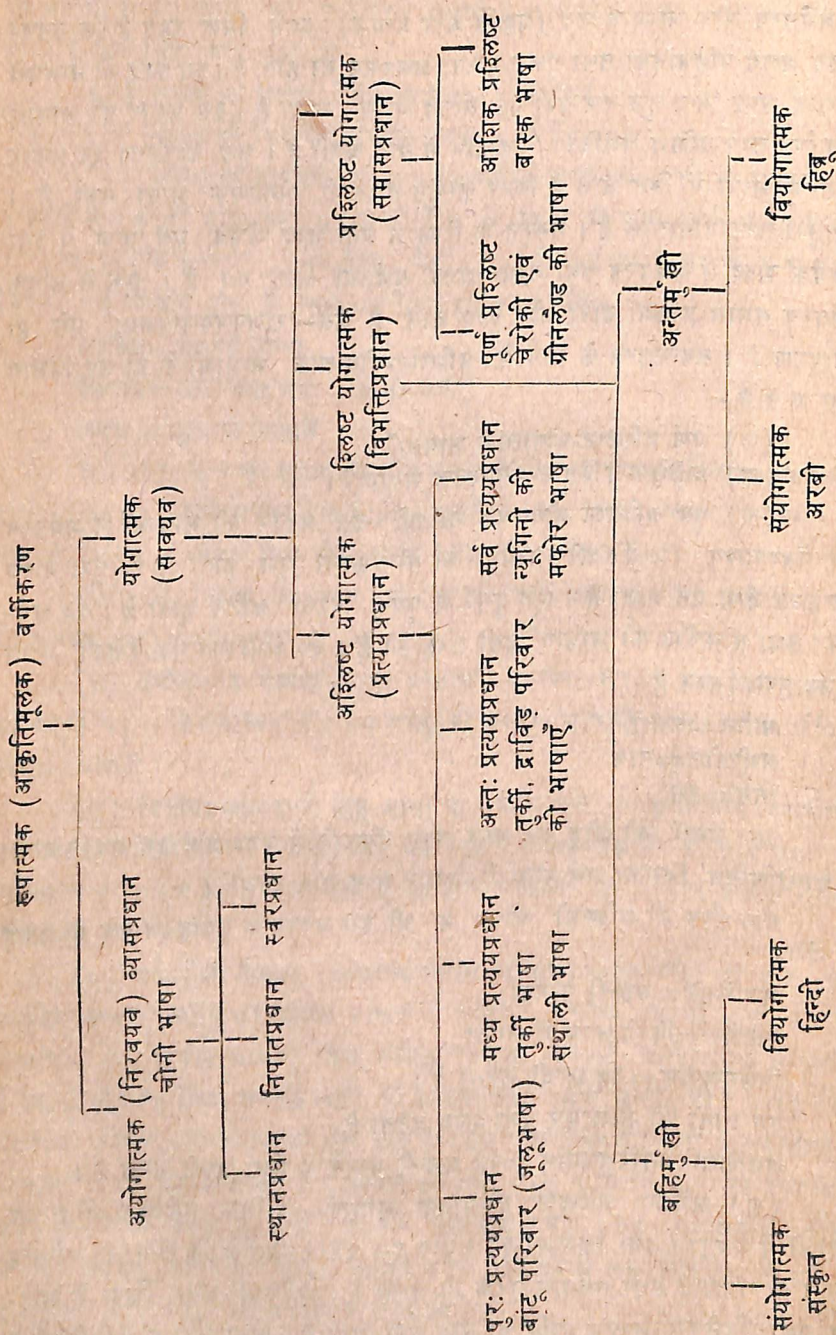 रूपात्मक (आकृतिमूलक) वर्गीकरण
अयोगात्मक (निरवयव) व्यासप्रधान
चीनी भाषा
योगात्मक
(सावयव)
स्थानप्रधान निपातप्रधान स्वरप्रधान
अश्लिष्ट योगात्मक
(प्रत्ययप्रधान)
श्लिष्ट योगात्मक
(विभक्तिप्रधान)
प्रश्लिष्ट योगात्मक
(समासप्रधान)
पुर: प्रत्ययप्रधान
बांटू परिवार (जूलूभाषा)
मध्य प्रत्ययप्रधान
तुर्की भाषा
संथाली भाषा
अन्त: प्रत्ययप्रधान
तुर्की, द्राविड़ परिवार
की भाषाएँ
सर्व प्रत्ययप्रधान
न्यूगिनी की
मफोर भाषा
पूर्ण प्रश्लिष्ट
चेरोकी एवं
ग्रीनलैण्ड की भाषा
आंशिक प्रश्लिष्ट
बास्क भाषा
बहिर्मुखी
अन्तर्मुखी
संयोगात्मक
संस्कृत
वियोगात्मक
हिन्दी
संयोगात्मक
अरबी
वियोगात्मक
हिब्रू